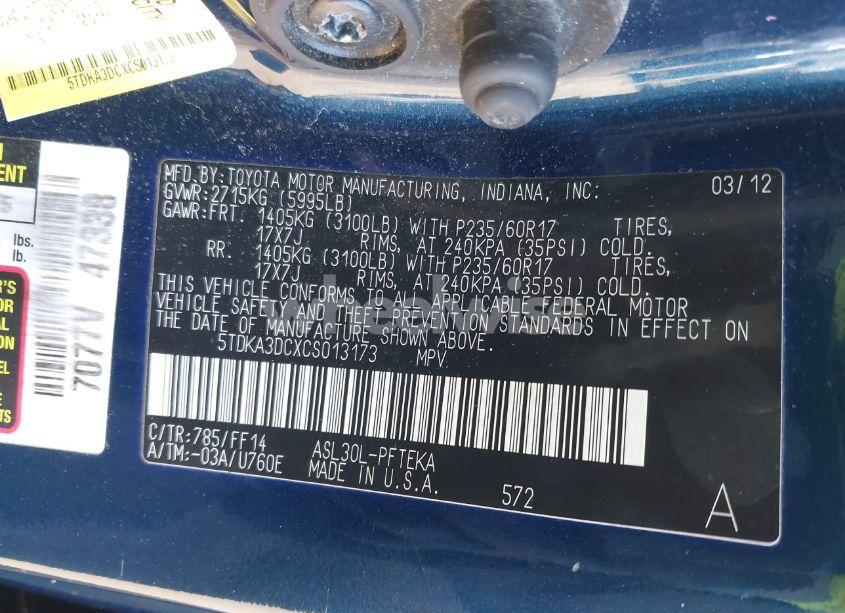 CITY
5TDKA3DCXCS013173
lbs.
lb.
7077V 47338
MFD.BY:TOYOTA MOTOR MANUFACTURING, INDIANA, INC. 03/12
GVWR:2715KG (5995LB)
GAWR:FRT. 1405KG (3100LB) WITH P235/60R17 TIRES,
17X7J RIMS, AT 240KPA (35PSI) COLD.
RR. 1405KG (3100LB) WITH P235/60R17 TIRES,
17X7J RIMS, AT 240KPA (35PSI) COLD.
THIS VEHICLE CONFORMS TO ALL APPLICABLE FEDERAL MOTOR
VEHICLE SAFETY AND THEFT PREVENTION STANDARDS IN EFFECT ON
THE DATE OF MANUFACTURE SHOWN ABOVE.
5TDKA3DCXCS013173 MPV
C/TR:785/FF14 ASL30L-PFTEKA
A/TM:-03A/U760E MADE IN U.S.A.
572
A